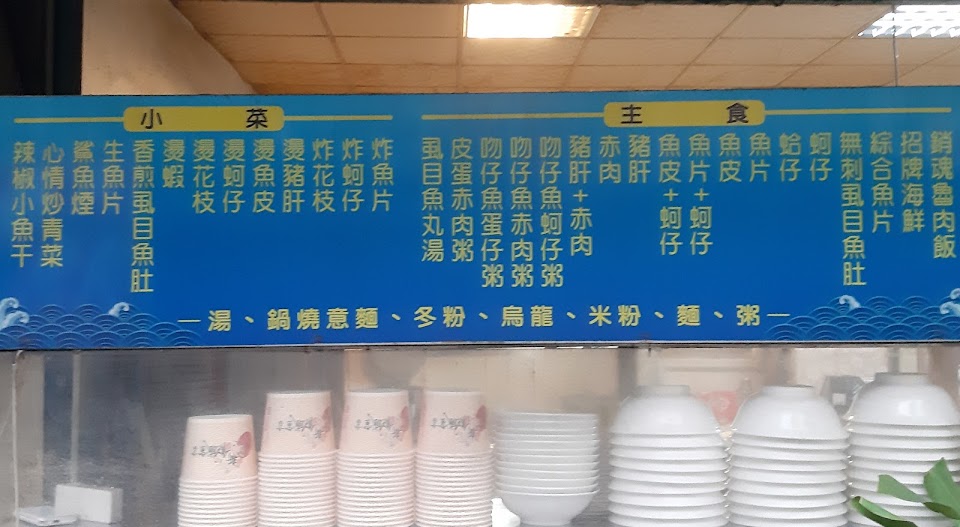 主食
銷魂魯肉飯
招牌海鮮
綜合魚片
無刺虱目魚肚
蚵仔
蛤仔
魚片
魚皮
魚片+蚵仔
魚皮+蚵仔
豬肝
赤肉
豬肝+赤肉
吻仔魚蚵仔粥
吻仔魚赤肉粥
吻仔魚蛋仔粥
皮蛋赤肉粥
虱目魚丸湯
小菜
炸魚片
炸蚵仔
炸花枝
燙豬肝
燙魚皮
燙蚵仔
燙花枝
燙蝦
香煎虱目魚肚
生魚片
鯊魚煙
心情炒青菜
辣椒小魚干
—湯、鍋燒意麵、冬粉、烏龍、米粉、麵、粥—